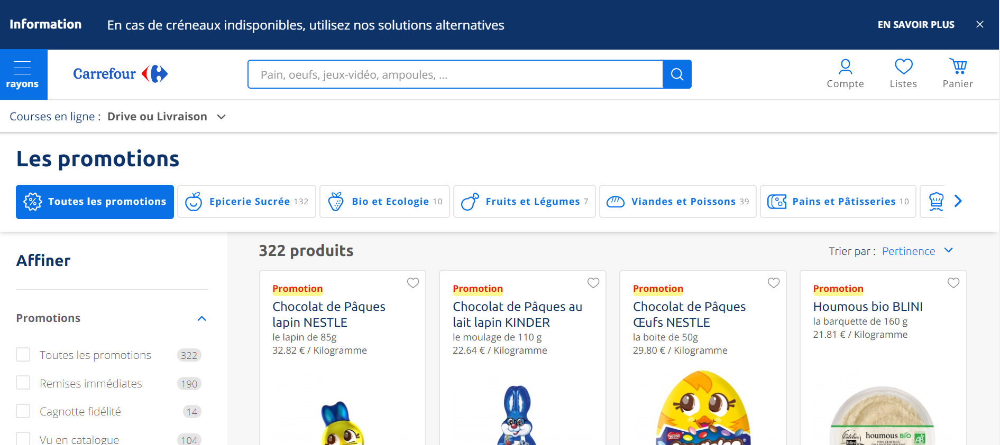 Information
En cas de créneaux indisponibles, utilisez nos solutions alternatives
EN SAVOIR PLUS
rayons
Carrefour
Pain, oeufs, jeux-vidéo, ampoules, ...
Compte
Listes
Panier
Courses en ligne : Drive ou Livraison
Les promotions
Toutes les promotions
Epicerie Sucrée 132
Bio et Ecologie 10
Fruits et Légumes 7
Viandes et Poissons 39
Pains et Pâtisseries 10
Affiner
Promotions
Toutes les promotions 322
Remises immédiates 190
Cagnotte fidélité 14
Vu en catalogue 104
322 produits
Trier par : Pertinence
Promotion
Chocolat de Pâques
lapin NESTLE
le lapin de 85g
32.82 € / Kilogramme
Promotion
Chocolat de Pâques au
lait lapin KINDER
le moulage de 110 g
22.64 € / Kilogramme
Promotion
Chocolat de Pâques
Œufs NESTLE
la boite de 50g
29.80 € / Kilogramme
Nestlé
Promotion
Houmous bio BLINI
la barquette de 160 g
21.81 € / Kilogramme
l'atelier
Blini
houmous BIO
POIS CHICHES,
AB